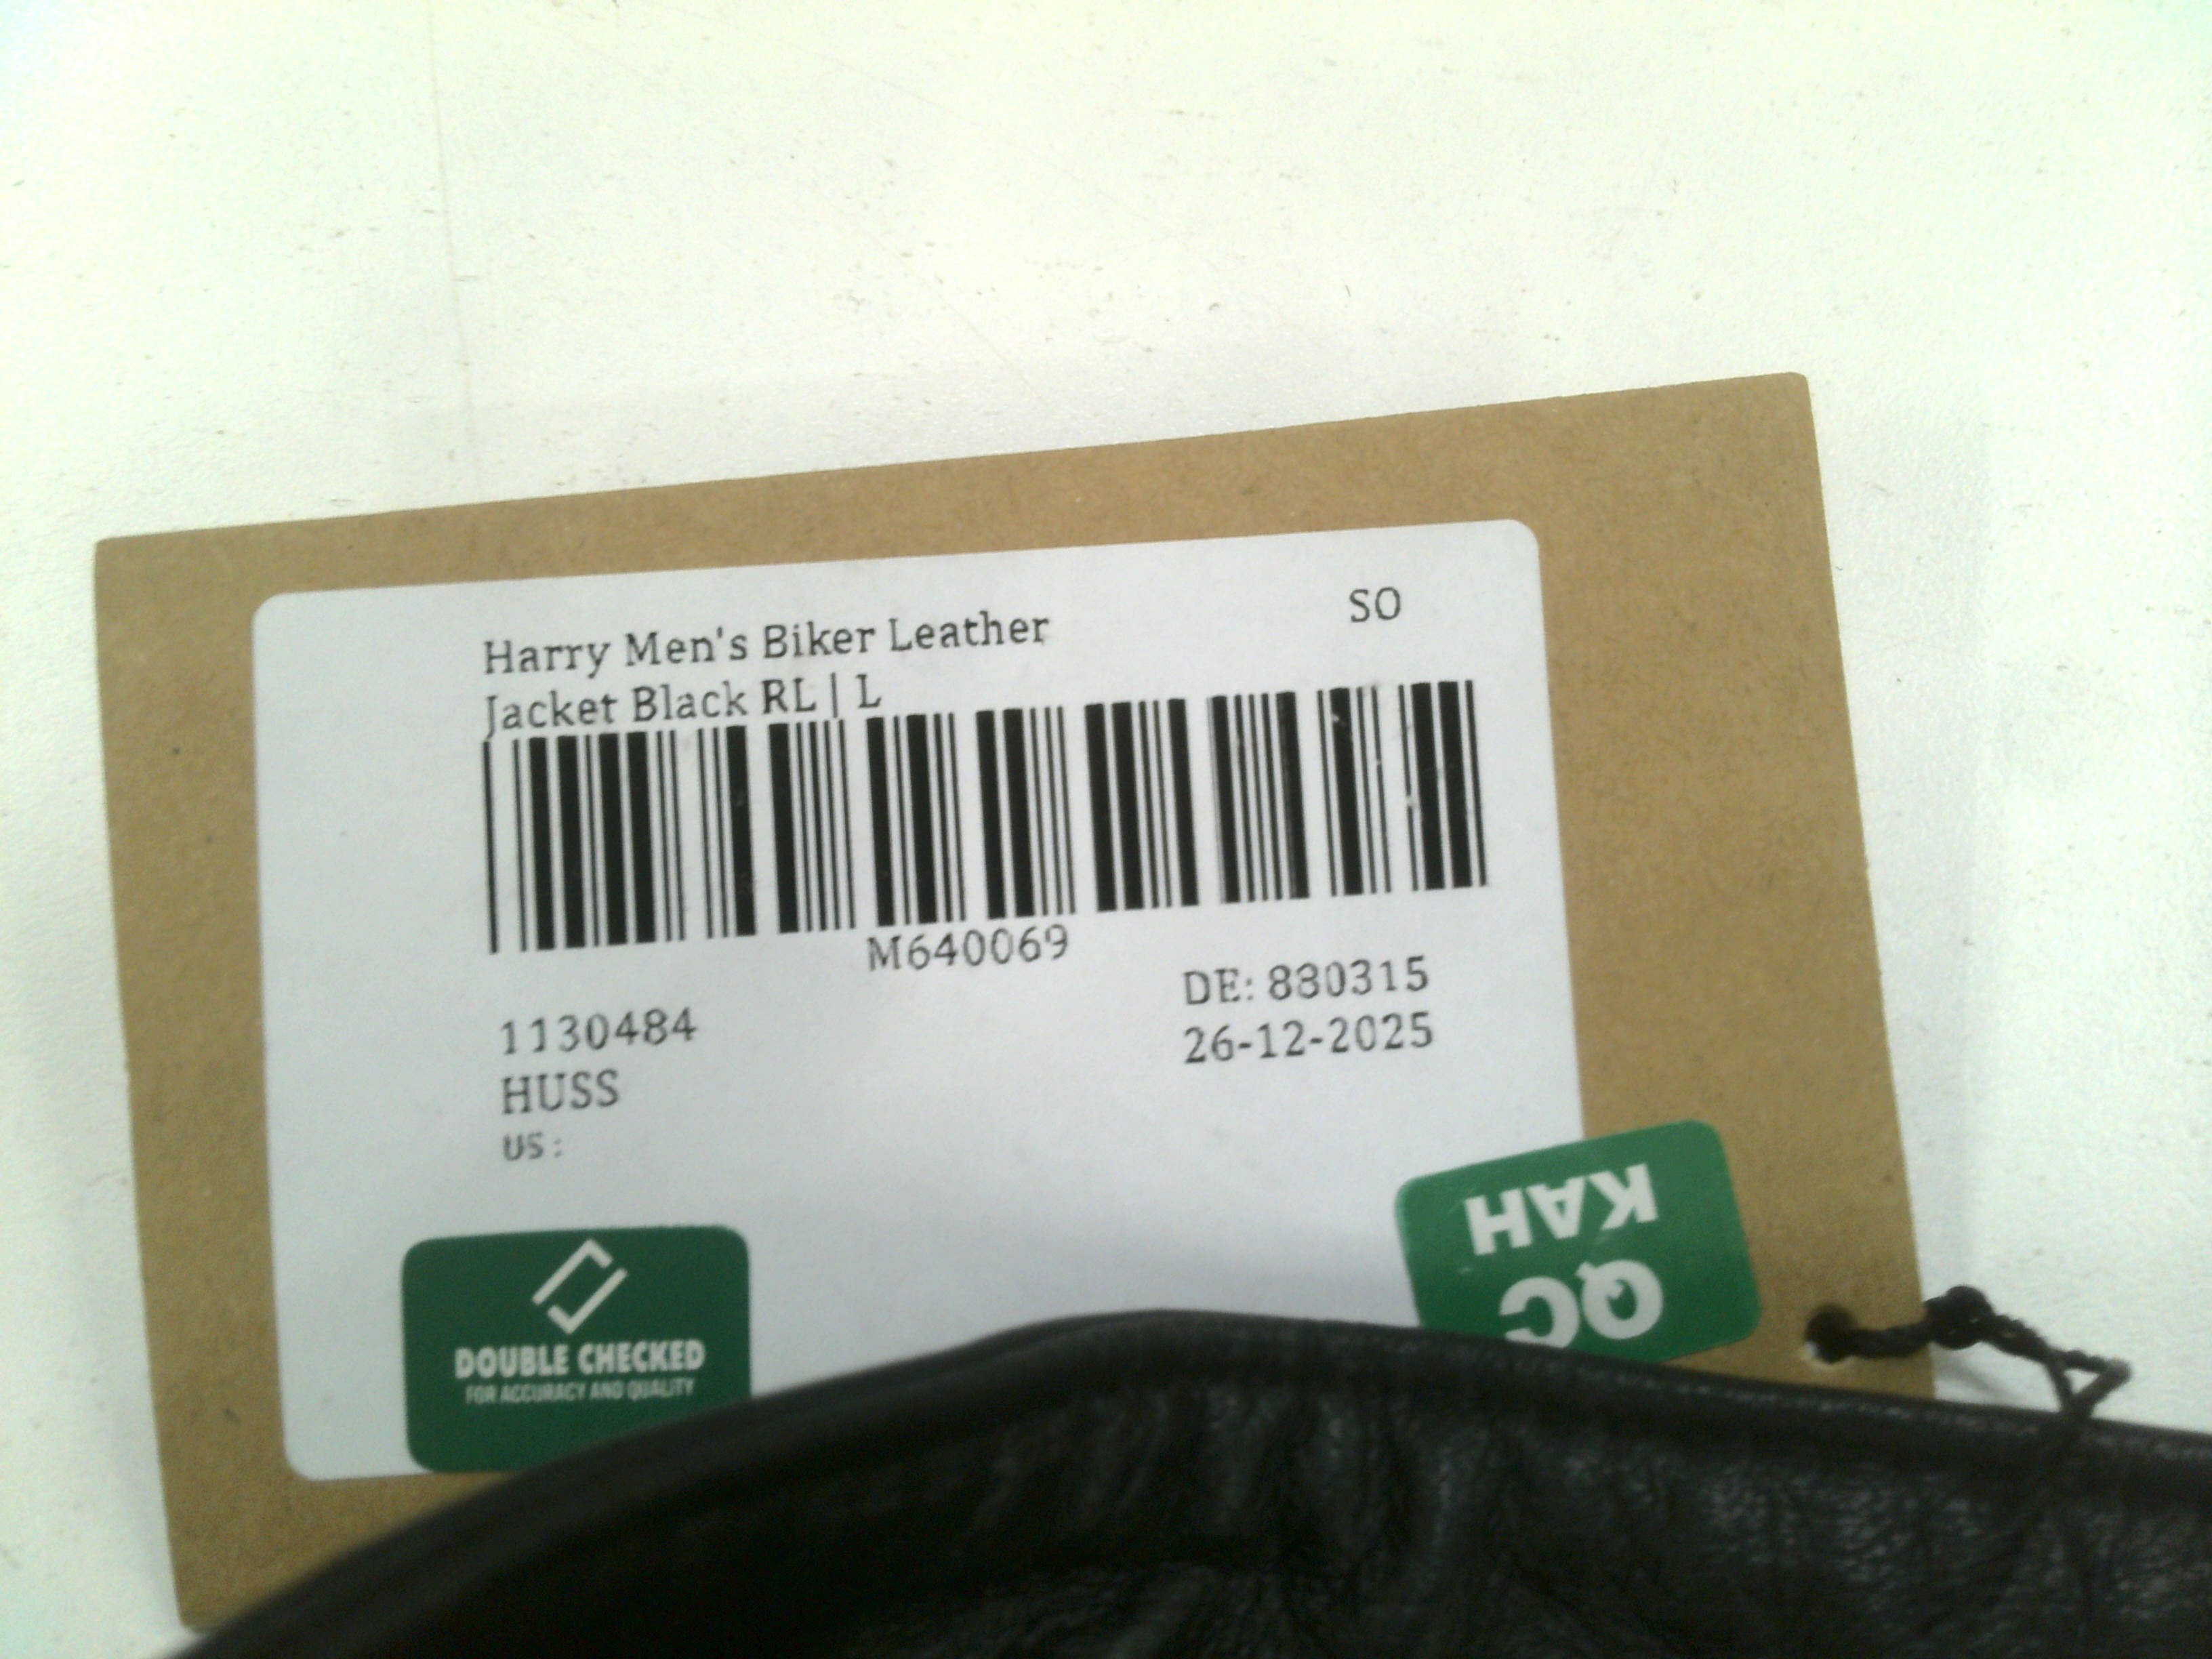 Harry Men's Biker Leather
Jacket Black RL | L
SO
M640069
1130484
HUSS
US :
DE: 880315
26-12-2025
DOUBLE CHECKED
FOR ACCURACY AND QUALITY
QC
KAH